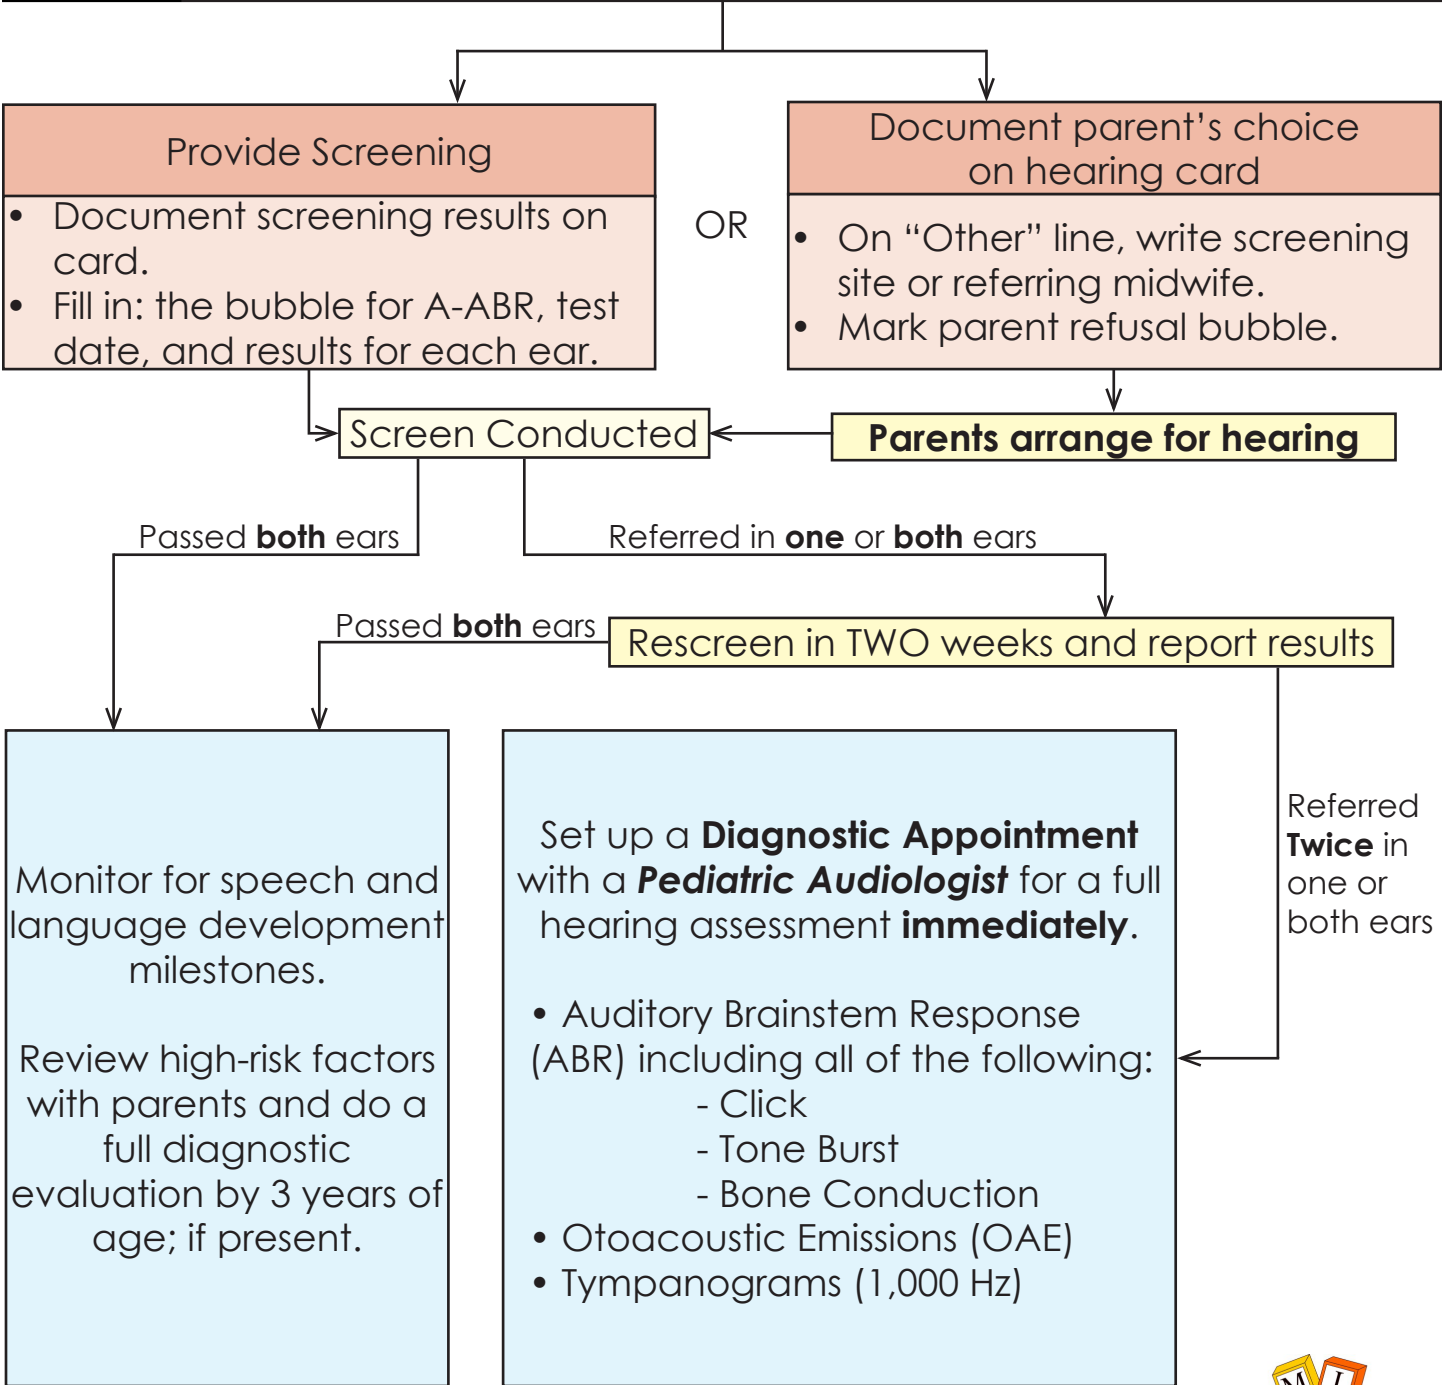 Provide Screening
• Document screening results on
card.
• Fill in: the bubble for A-ABR, test
date, and results for each ear.
OR
Document parent’s choice
on hearing card
• On “Other” line, write screening
site or referring midwife.
• Mark parent refusal bubble.
Screen Conducted
Parents arrange for hearing
Passed both ears
Referred in one or both ears
Passed both ears
Rescreen in TWO weeks and report results
Monitor for speech and
language development
milestones.
Review high-risk factors
with parents and do a
full diagnostic
evaluation by 3 years of
age; if present.
Set up a Diagnostic Appointment
with a Pediatric Audiologist for a full
hearing assessment immediately.
• Auditory Brainstem Response
(ABR) including all of the following:
- Click
- Tone Burst
- Bone Conduction
• Otoacoustic Emissions (OAE)
• Tympanograms (1,000 Hz)
Referred
Twice in
one or
both ears
M I